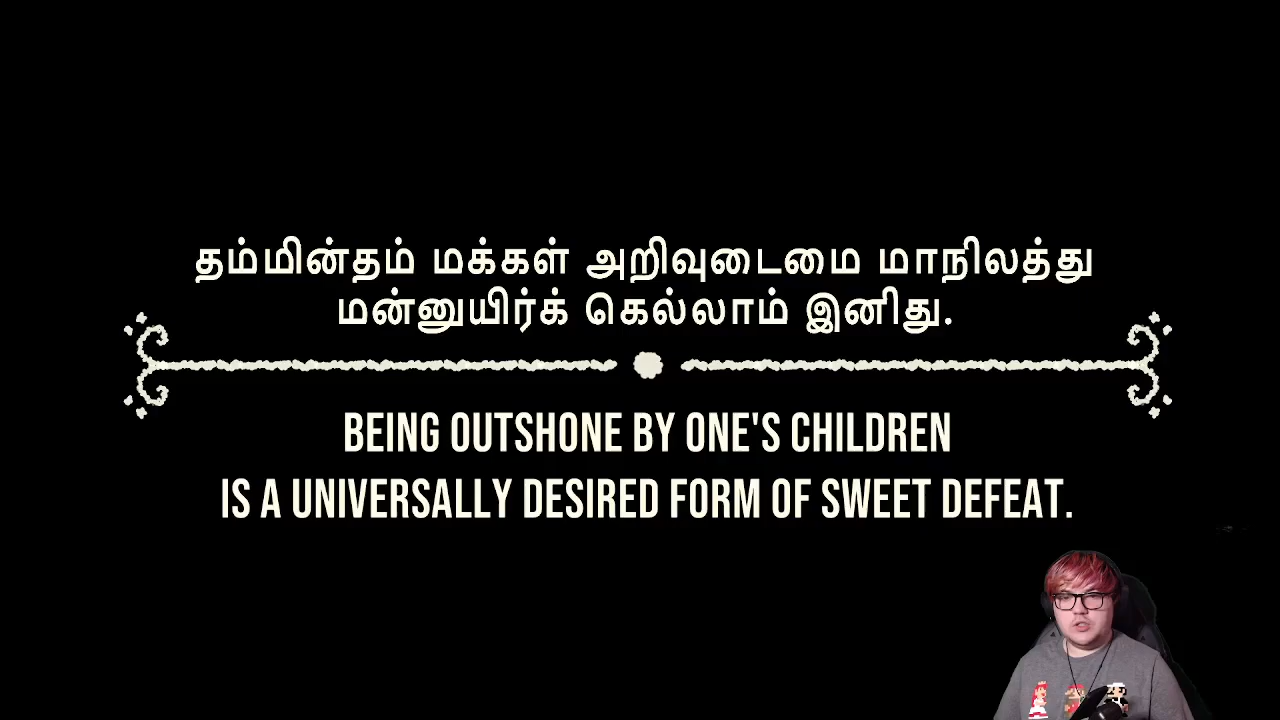 தம்மின்தம் மக்கள் அறிவுடைமை மாநிலத்து
மன்னுயிர்க் கெல்லாம் இனிது.
BEING OUTSHONE BY ONE'S CHILDREN
IS A UNIVERSALLY DESIRED FORM OF SWEET DEFEAT.